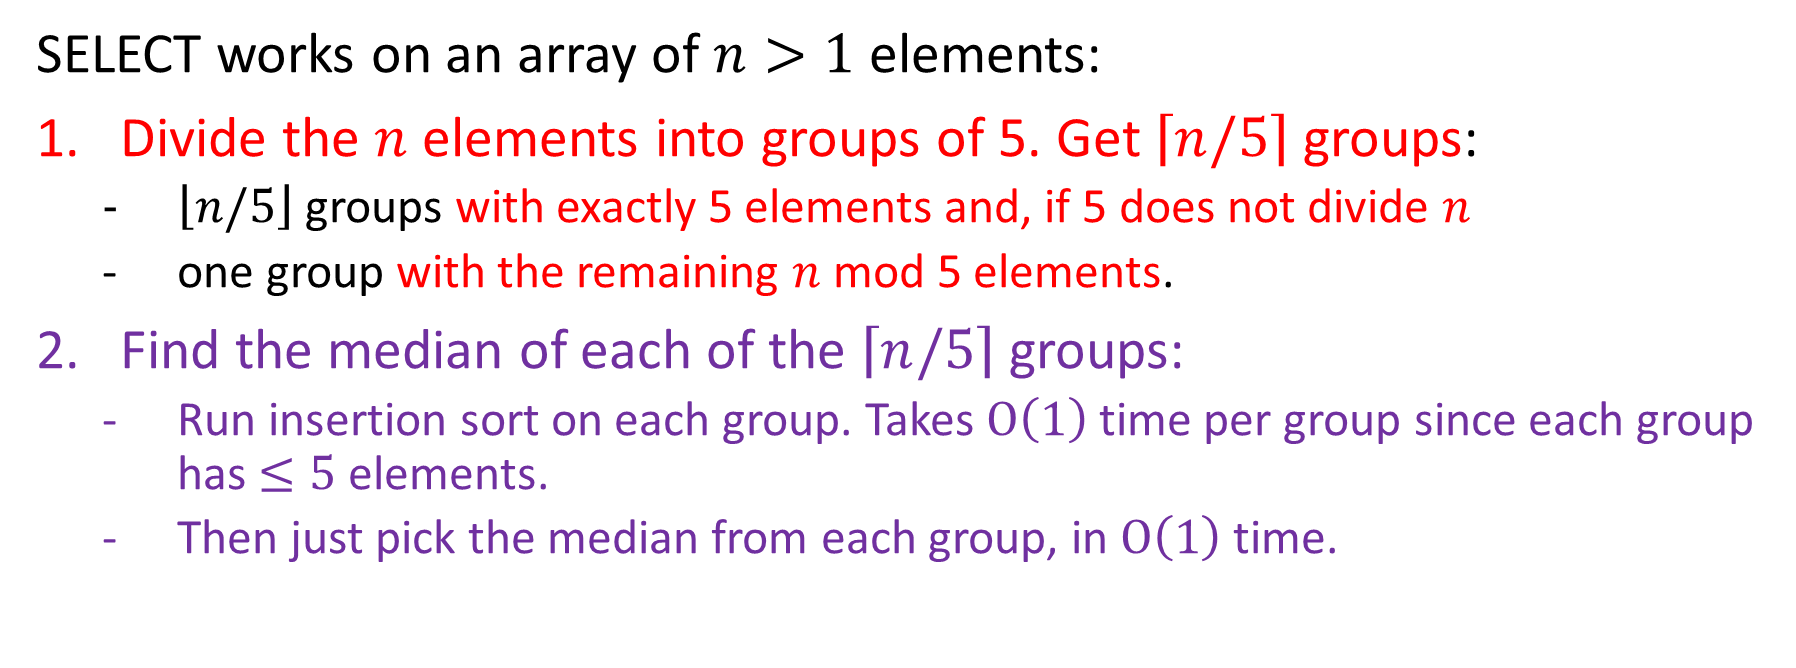 SELECT works on an array of n > 1 elements:
1. Divide the n elements into groups of 5. Get ⌈n/5⌉ groups:
- ⌊n/5⌋ groups with exactly 5 elements and, if 5 does not divide n
- one group with the remaining n mod 5 elements.
2. Find the median of each of the ⌈n/5⌉ groups:
- Run insertion sort on each group. Takes O(1) time per group since each group
has ≤ 5 elements.
- Then just pick the median from each group, in O(1) time.